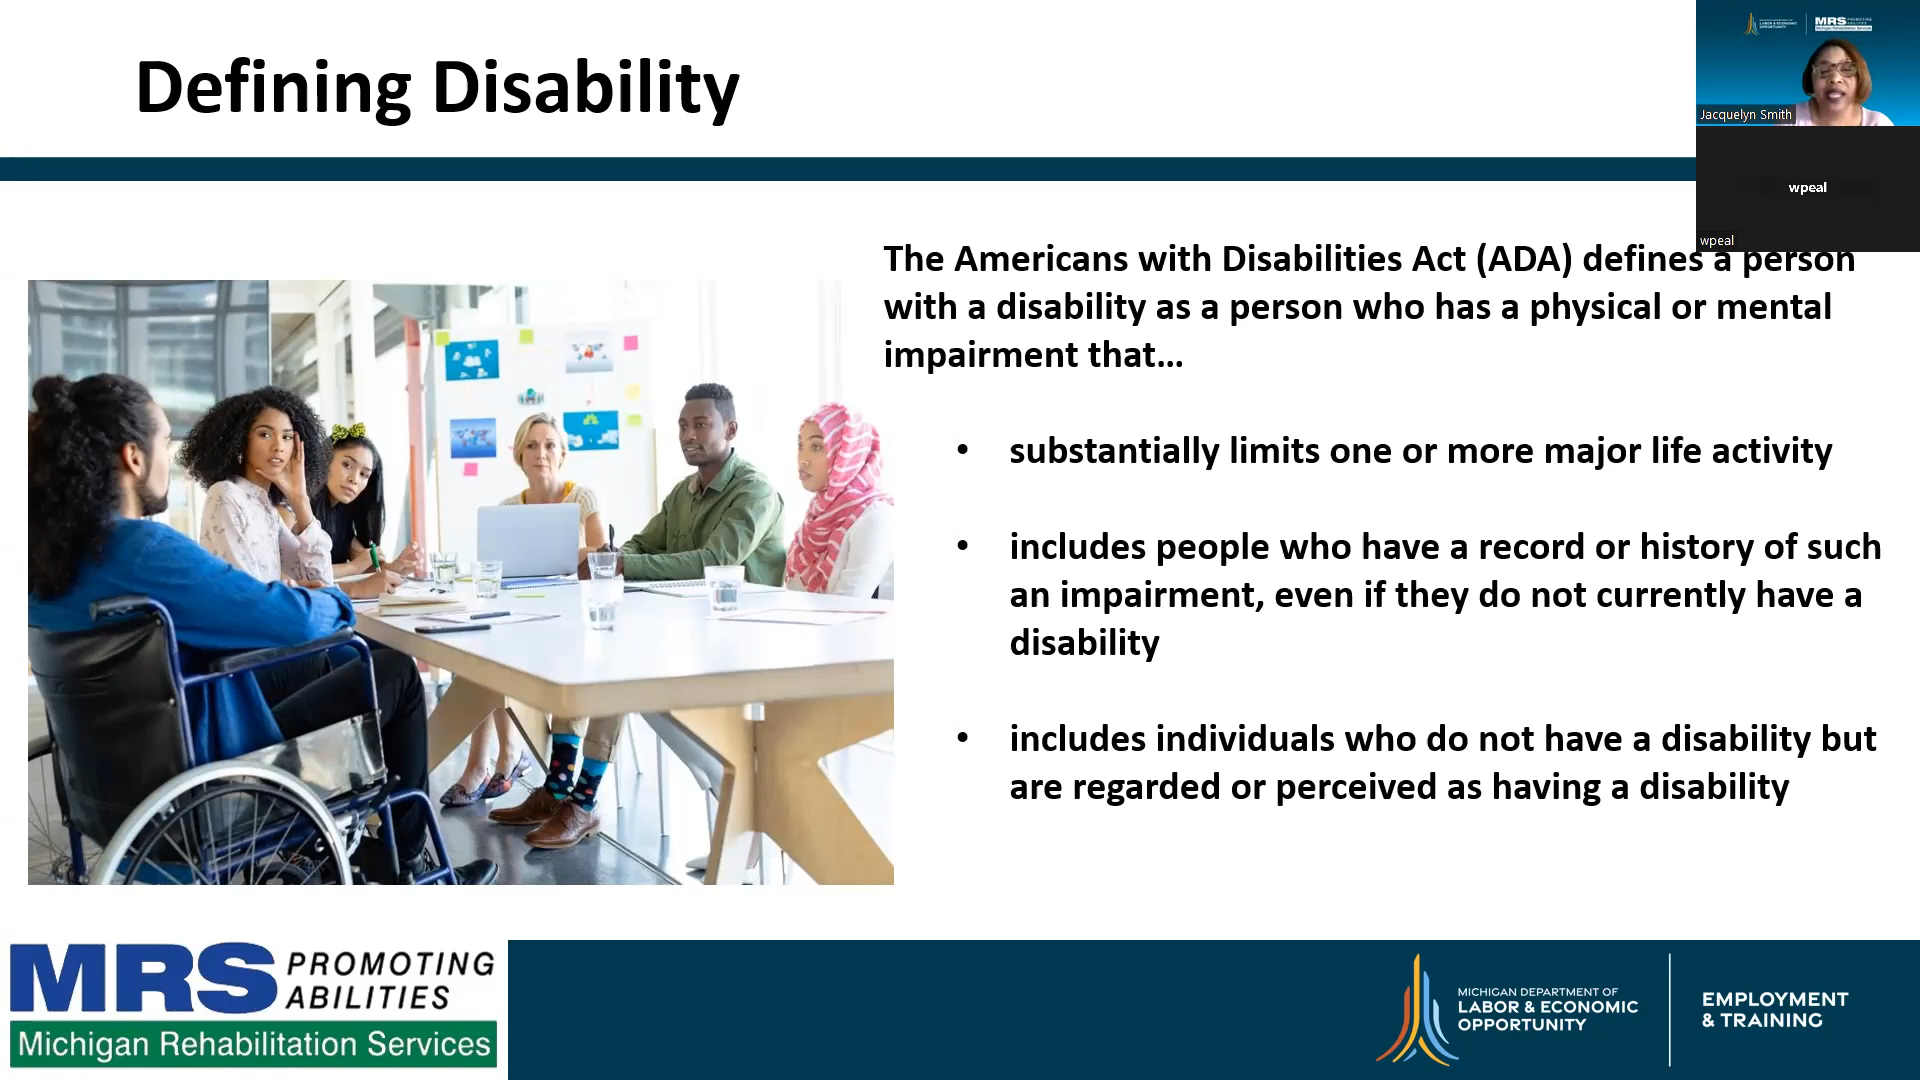 Defining Disability
MRS PROMOTING
Jacquelyn Smith
wpeal
wpeal
The Americans with Disabilities Act (ADA) defines a person
with a disability as a person who has a physical or mental
impairment that...
• substantially limits one or more major life activity
• includes people who have a record or history of such
an impairment, even if they do not currently have a
disability
• includes individuals who do not have a disability but
are regarded or perceived as having a disability
MRS PROMOTING
ABILITIES
Michigan Rehabilitation Services
MICHIGAN DEPARTMENT OF
LABOR & ECONOMIC
OPPORTUNITY
EMPLOYMENT
& TRAINING